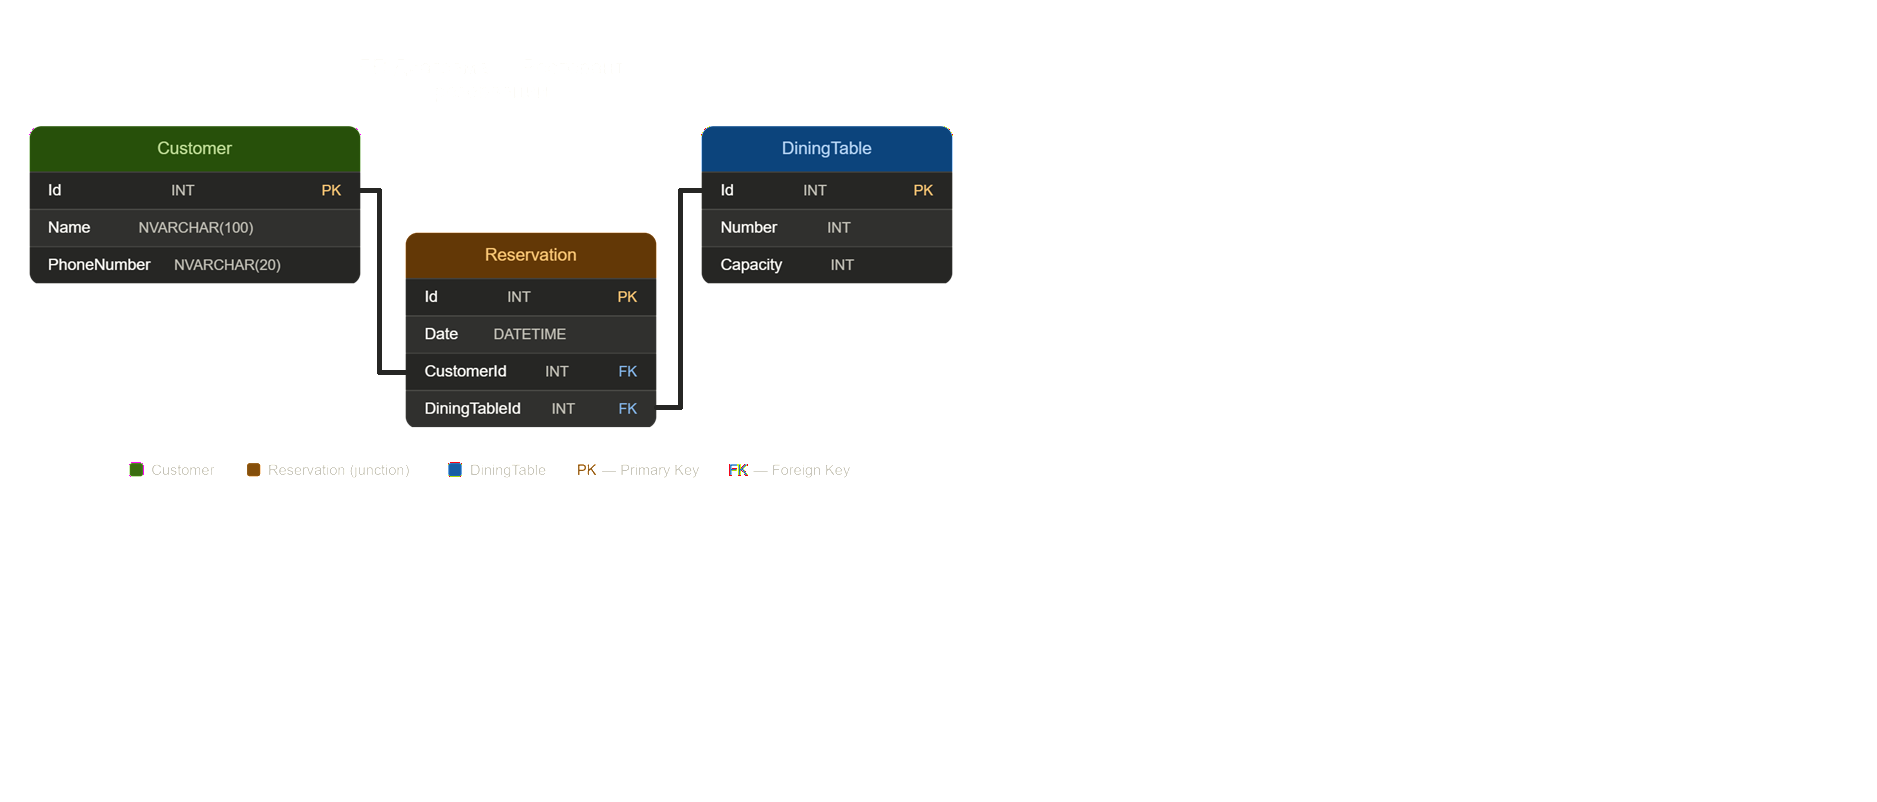 Customer
Id INT PK
Name NVARCHAR(100)
PhoneNumber NVARCHAR(20)
Reservation
Id INT PK
Date DATETIME
CustomerId INT FK
DiningTableId INT FK
DiningTable
Id INT PK
Number INT
Capacity INT
Customer Reservation (junction) DiningTable PK — Primary Key FK — Foreign Key